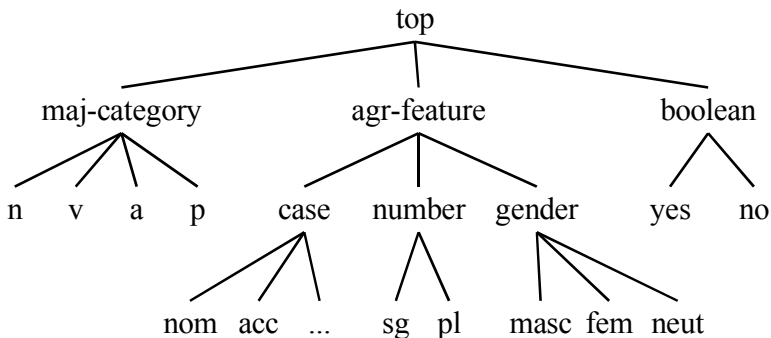 top
maj-category agr-feature boolean
n v a p case number gender yes no
nom acc ... sg pl masc fem neut